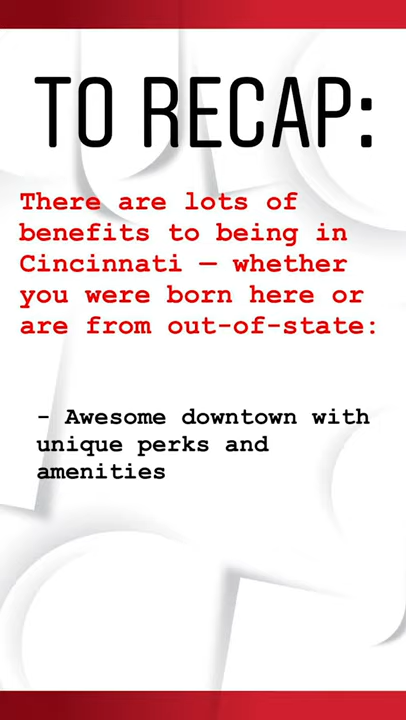 TO RECAP:
There are lots of
benefits to being in
Cincinnati — whether
you were born here or
are from out-of-state:
- Awesome downtown with
unique perks and
amenities